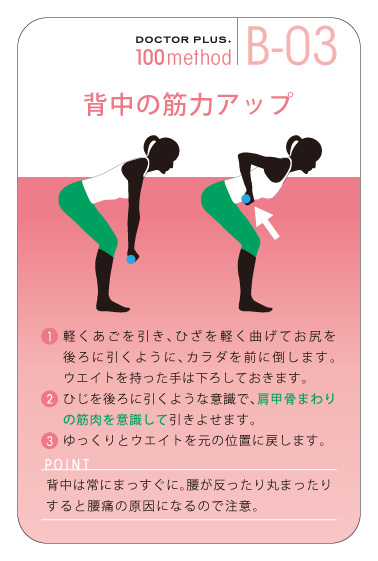 DOCTOR PLUS.
100method
B-03
背中の筋力アップ
1 軽くあごを引き、ひざを軽く曲げてお尻を
後ろに引くように、カラダを前に倒します。
ウエイトを持った手は下ろしておきます。
2 ひじを後ろに引くような意識で、肩甲骨まわり
の筋肉を意識して引きよせます。
3 ゆっくりとウエイトを元の位置に戻します。
POINT
背中は常にまっすぐに。腰が反ったり丸まったり
すると腰痛の原因になるので注意。